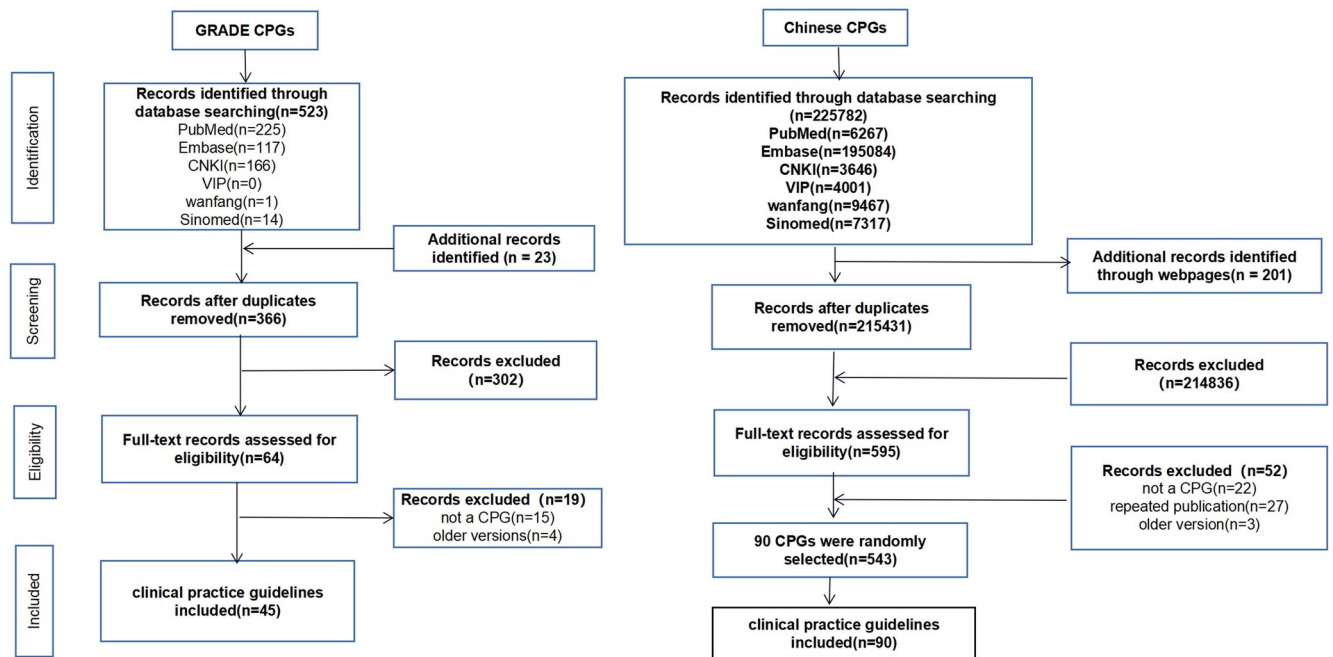 GRADE CPGs
Identification
Records identified through
database searching(n=523)
PubMed(n=225)
Embase(n=117)
CNKI(n=166)
VIP(n=0)
wanfang(n=1)
Sinomed(n=14)
Additional records
identified (n = 23)
Screening
Records after duplicates
removed(n=366)
Records excluded
(n=302)
Eligibility
Full-text records assessed for
eligibility(n=64)
Records excluded (n=19)
not a CPG(n=15)
older versions(n=4)
Included
clinical practice guidelines
included(n=45)
Chinese CPGs
Records identified through database searching
(n=225782)
PubMed(n=6267)
Embase(n=195084)
CNKI(n=3646)
VIP(n=4001)
wanfang(n=9467)
Sinomed(n=7317)
Additional records identified
through webpages(n = 201)
Records after duplicates
removed(n=215431)
Records excluded
(n=214836)
Full-text records assessed for
eligibility(n=595)
Records excluded (n=52)
not a CPG(n=22)
repeated publication(n=27)
older version(n=3)
90 CPGs were randomly
selected(n=543)
clinical practice guidelines
included(n=90)